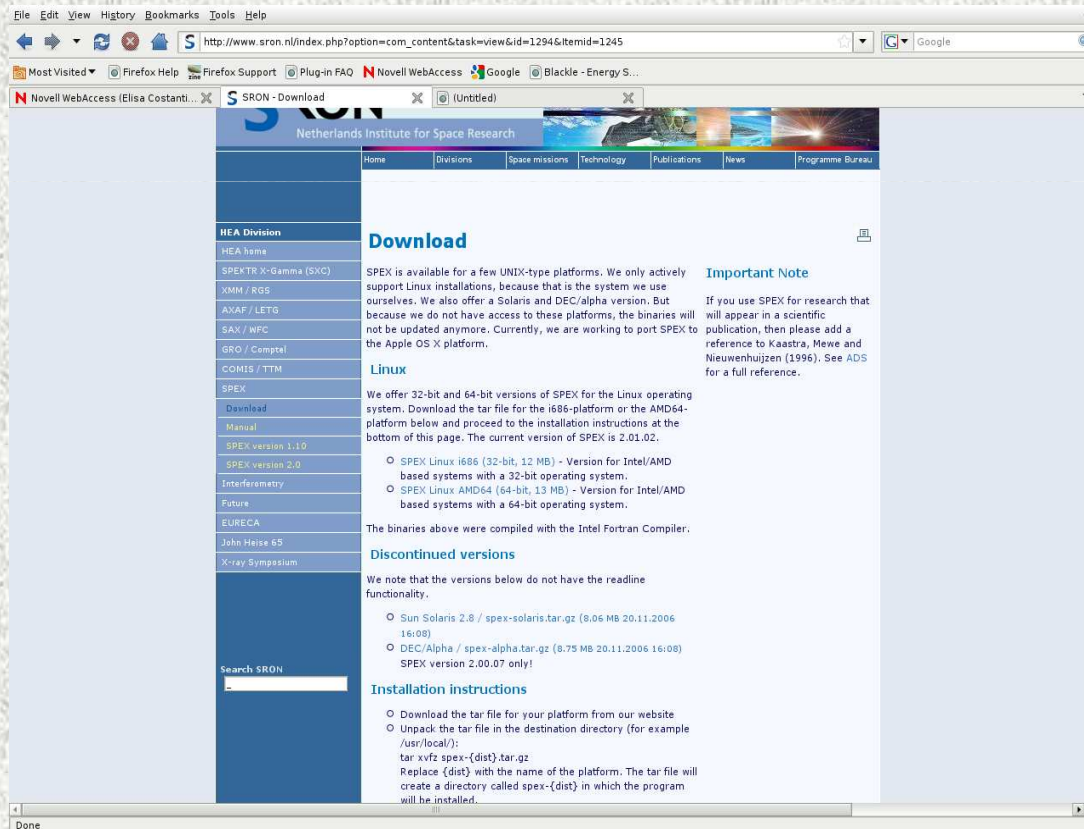 File Edit View History Bookmarks Tools Help
http://www.sron.nl/index.php?option=com_content&task=view&id=1294&Itemid=1245
Google
Most Visited Firefox Help Firefox Support Plug-in FAQ Novell WebAccess Google Blackle - Energy S...
Novell WebAccess (Elisa Costanti... SRON - Download (Untitled)
SRON
Netherlands Institute for Space Research
Home Divisions Space missions Technology Publications News Programme Bureau
HEA Division
HEA home
SPEKTR X-Gamma (SXC)
XMM / RGS
AXAF / LETG
SAX / WFC
GRO / Comptel
COMIS / TTM
SPEX
Download
Manual
SPEX version 1.10
SPEX version 2.0
Interferometry
Future
EURECA
John Heise 65
X-ray Symposium
Search SRON
Download
SPEX is available for a few UNIX-type platforms. We only actively
support Linux installations, because that is the system we use
ourselves. We also offer a Solaris and DEC/alpha version. But
because we do not have access to these platforms, the binaries will
not be updated anymore. Currently, we are working to port SPEX to
the Apple OS X platform.
Linux
We offer 32-bit and 64-bit versions of SPEX for the Linux operating
system. Download the tar file for the i686-platform or the AMD64-
platform below and proceed to the installation instructions at the
bottom of this page. The current version of SPEX is 2.01.02.
SPEX Linux i686 (32-bit, 12 MB) - Version for Intel/AMD
based systems with a 32-bit operating system.
SPEX Linux AMD64 (64-bit, 13 MB) - Version for Intel/AMD
based systems with a 64-bit operating system.
The binaries above were compiled with the Intel Fortran Compiler.
Discontinued versions
We note that the versions below do not have the readline
functionality.
Sun Solaris 2.8 / spex-solaris.tar.gz (8.06 MB 20.11.2006
16:08)
DEC/Alpha / spex-alpha.tar.gz (8.75 MB 20.11.2006 16:08)
SPEX version 2.00.07 only!
Installation instructions
Download the tar file for your platform from our website
Unpack the tar file in the destination directory (for example
/usr/local/):
tar xvfz spex-{dist}.tar.gz
Replace {dist} with the name of the platform. The tar file will
create a directory called spex-{dist} in which the program
will be installed.
Important Note
If you use SPEX for research that
will appear in a scientific
publication, then please add a
reference to Kaastra, Mewe and
Nieuwenhuijzen (1996). See ADS
for a full reference.
Done